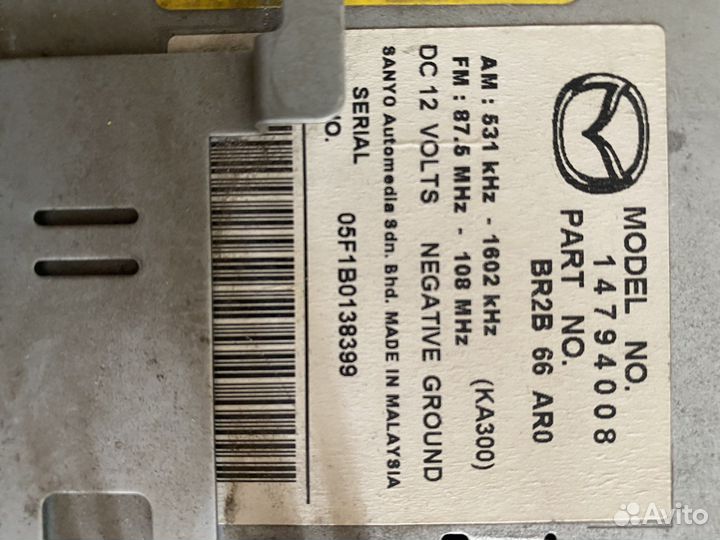 MODEL NO.
14794008
PART NO.
BR2B 66 AR0
(KA300)
AM : 531 kHz - 1602 kHz
FM : 87.5 MHz - 108 MHz
DC 12 VOLTS NEGATIVE GROUND
SANYO Automedia Sdn. Bhd. MADE IN MALAYSIA
SERIAL 05F1B0138399
NO.
Avito